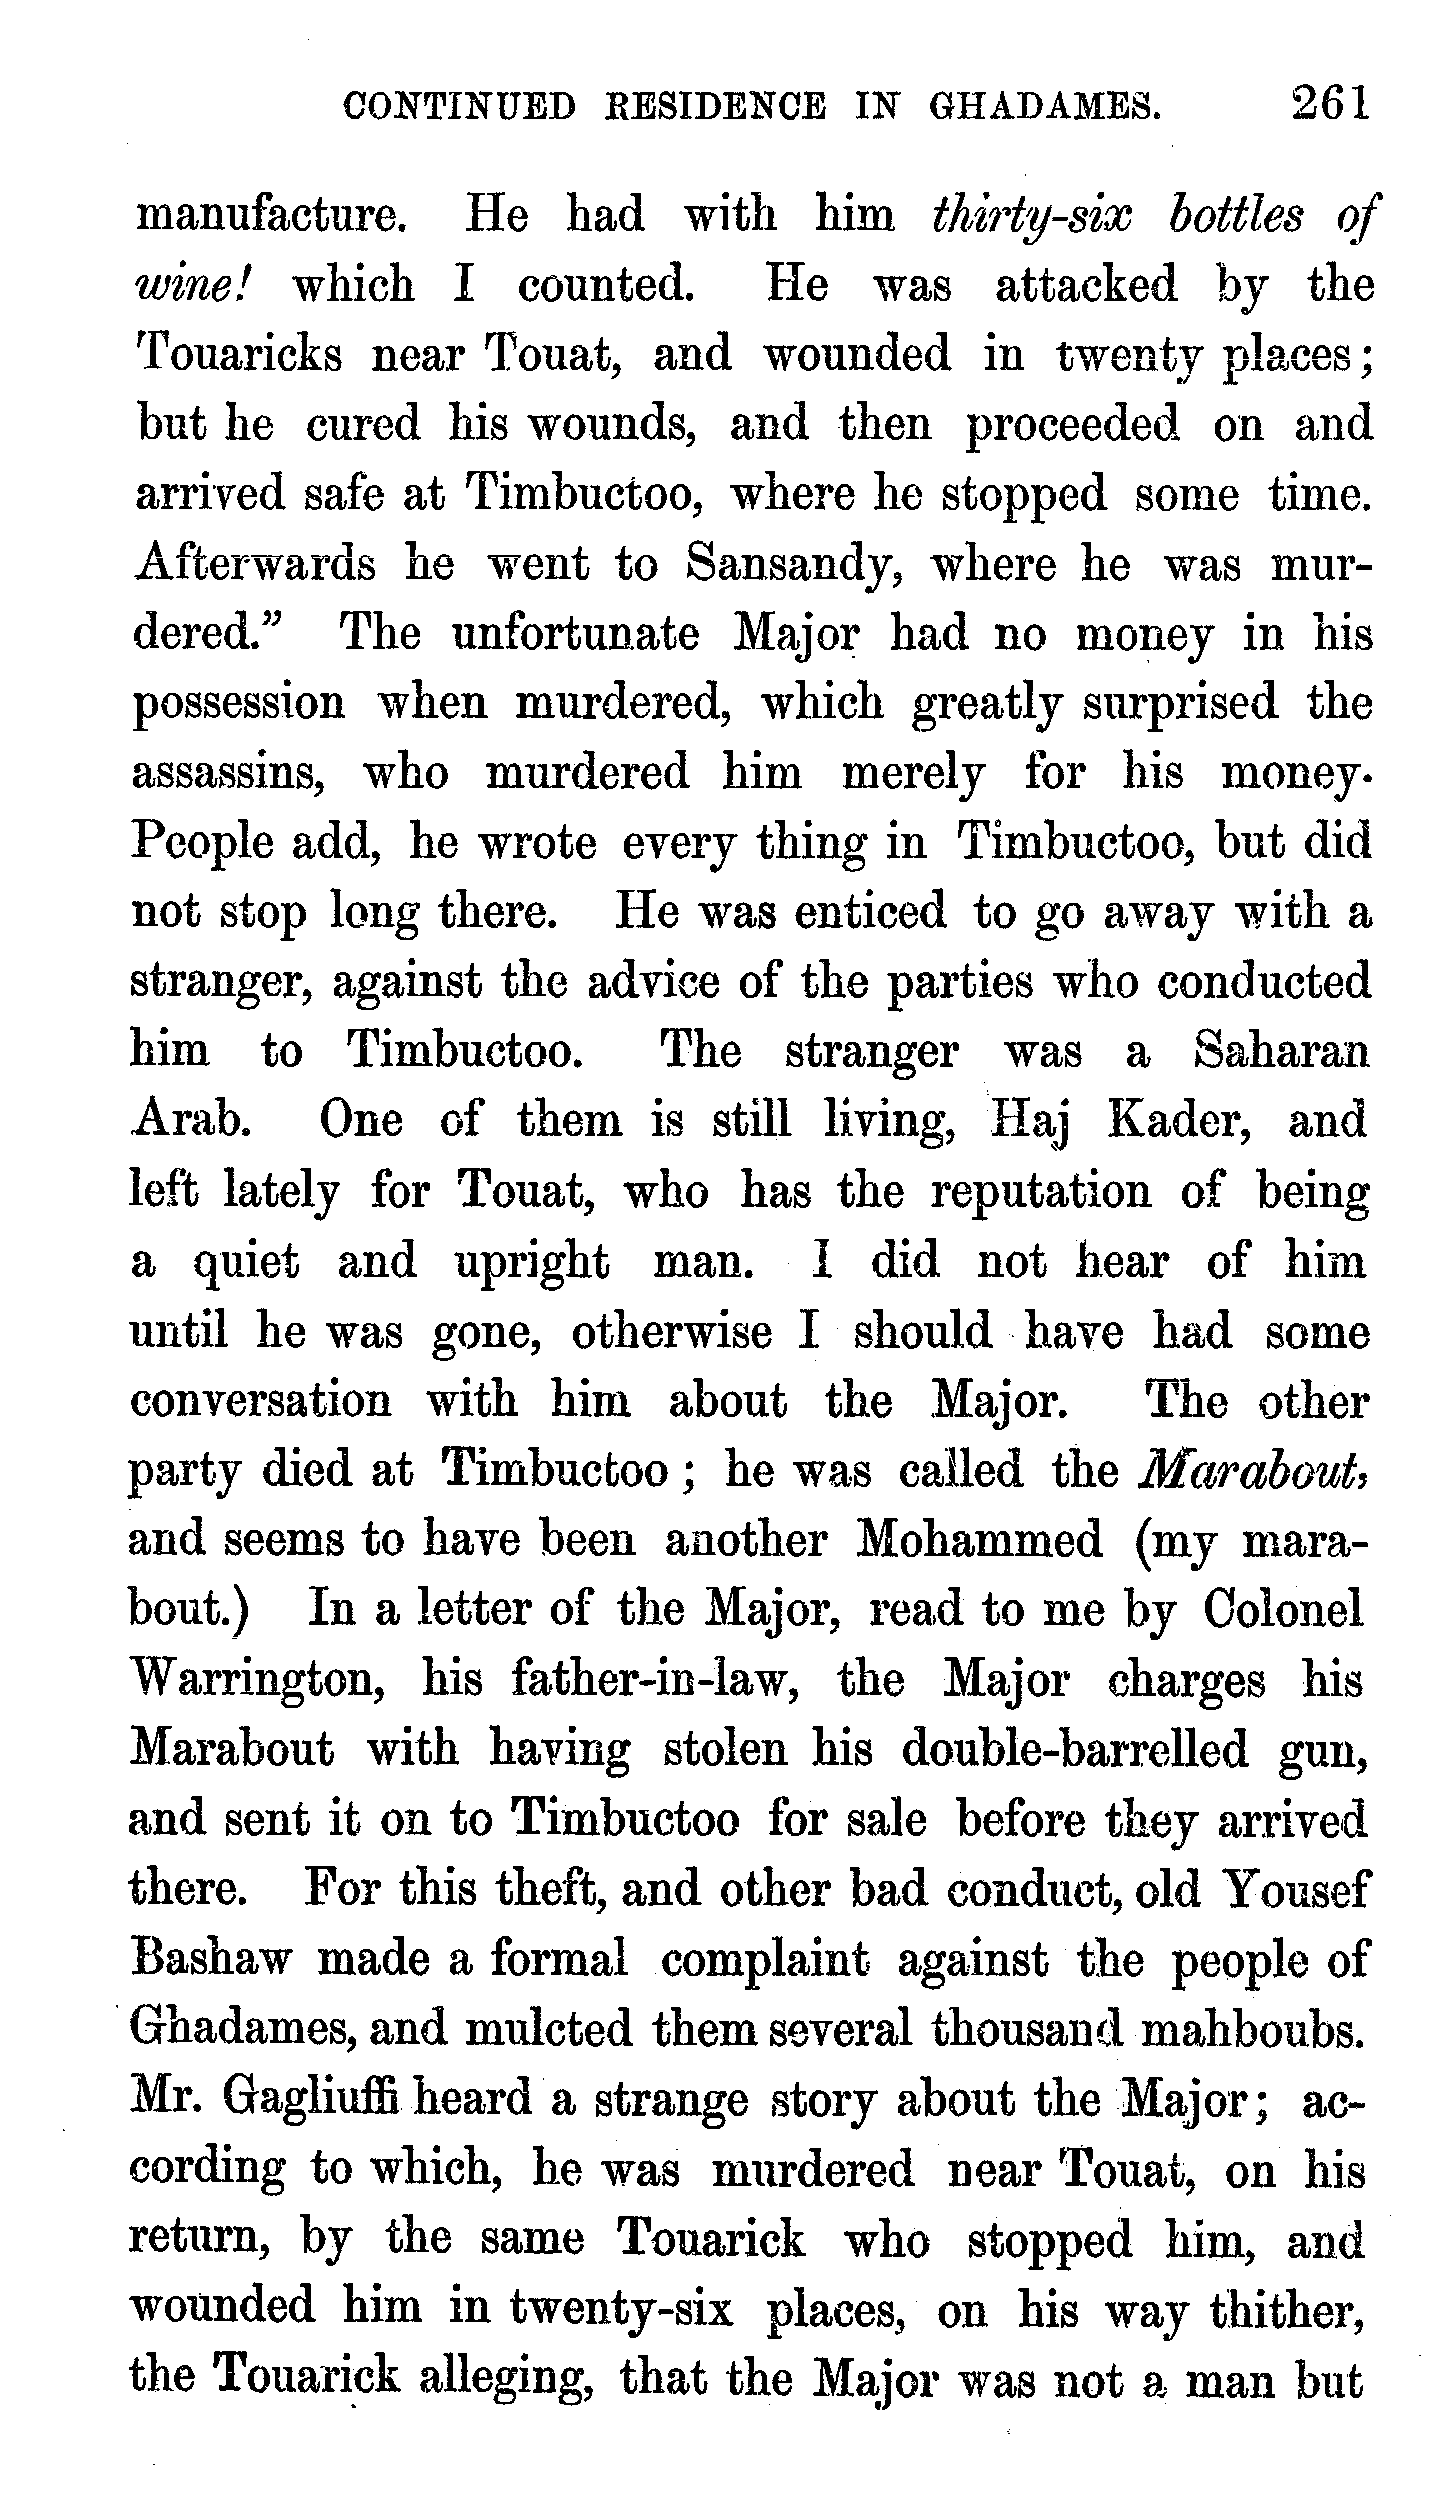 CONTINUED RESIDENCE IN GHADAMES. 261
manufacture. He had with him thirty-six bottles of
wine! which I counted. He was attacked by the
Touaricks near Touat, and wounded in twenty places;
but he cured his wounds, and then proceeded on and
arrived safe at Timbuctoo, where he stopped some time.
Afterwards he went to Sansandy, where he was mur-
dered.” The unfortunate Major had no money in his
possession when murdered, which greatly surprised the
assassins, who murdered him merely for his money.
People add, he wrote every thing in Timbuctoo, but did
not stop long there. He was enticed to go away with a
stranger, against the advice of the parties who conducted
him to Timbuctoo. The stranger was a Saharan
Arab. One of them is still living, Haj Kader, and
left lately for Touat, who has the reputation of being
a quiet and upright man. I did not hear of him
until he was gone, otherwise I should have had some
conversation with him about the Major. The other
party died at Timbuctoo; he was called the Marabout,
and seems to have been another Mohammed (my mara-
bout.) In a letter of the Major, read to me by Colonel
Warrington, his father-in-law, the Major charges his
Marabout with having stolen his double-barrelled gun,
and sent it on to Timbuctoo for sale before they arrived
there. For this theft, and other bad conduct, old Yousef
Bashaw made a formal complaint against the people of
Ghadames, and mulcted them several thousand mahboubs.
Mr. Gagliuffi heard a strange story about the Major; ac-
cording to which, he was murdered near Touat, on his
return, by the same Touarick who stopped him, and
wounded him in twenty-six places, on his way thither,
the Touarick alleging, that the Major was not a man but